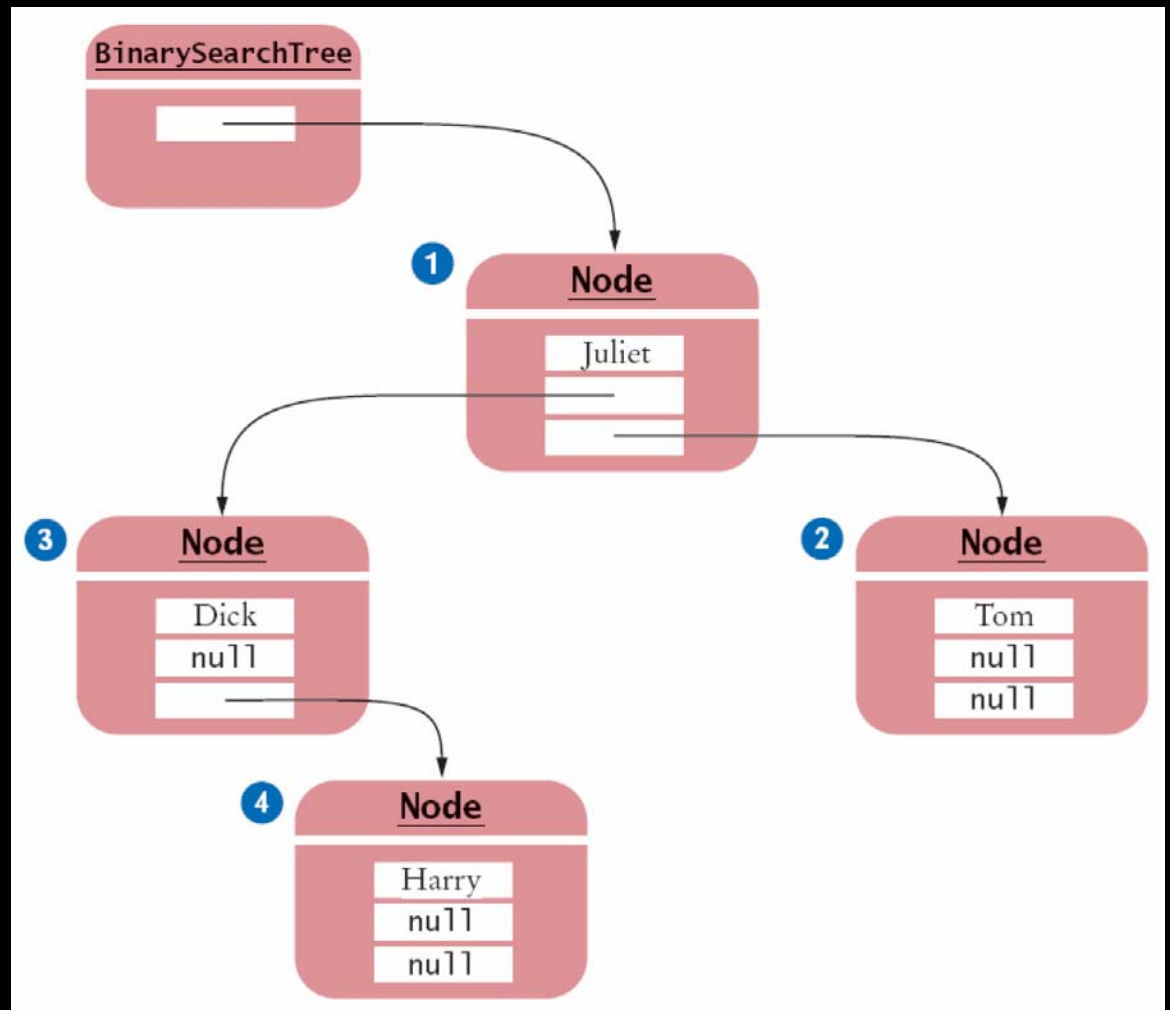 BinarySearchTree
1
Node
Juliet
3
Node
Dick
null
2
Node
Tom
null
null
4
Node
Harry
null
null